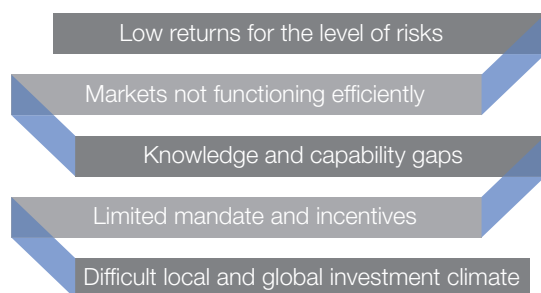 Low returns for the level of risks
Markets not functioning efficiently
Knowledge and capability gaps
Limited mandate and incentives
Difficult local and global investment climate